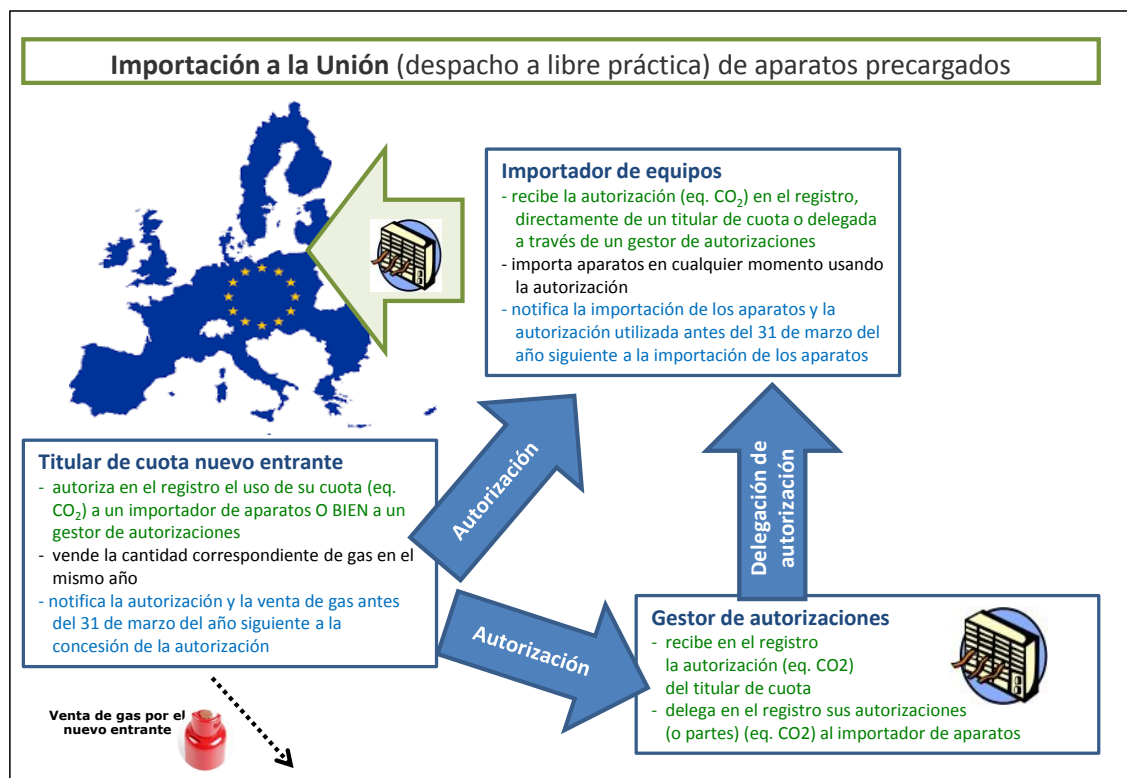 Importación a la Unión (despacho a libre práctica) de aparatos precargados
Importador de equipos
- recibe la autorización (eq. CO₂) en el registro,
directamente de un titular de cuota o delegada
a través de un gestor de autorizaciones
- importa aparatos en cualquier momento usando
la autorización
- notifica la importación de los aparatos y la
autorización utilizada antes del 31 de marzo del
año siguiente a la importación de los aparatos
Titular de cuota nuevo entrante
- autoriza en el registro el uso de su cuota (eq.
CO₂) a un importador de aparatos O BIEN a un
gestor de autorizaciones
- vende la cantidad correspondiente de gas en el
mismo año
- notifica la autorización y la venta de gas antes
del 31 de marzo del año siguiente a la
concesión de la autorización
Autorización
Autorización
Delegación de
autorización
Gestor de autorizaciones
- recibe en el registro
la autorización (eq. CO2)
del titular de cuota
- delega en el registro sus autorizaciones
(o partes) (eq. CO2) al importador de aparatos
Venta de gas por el
nuevo entrante